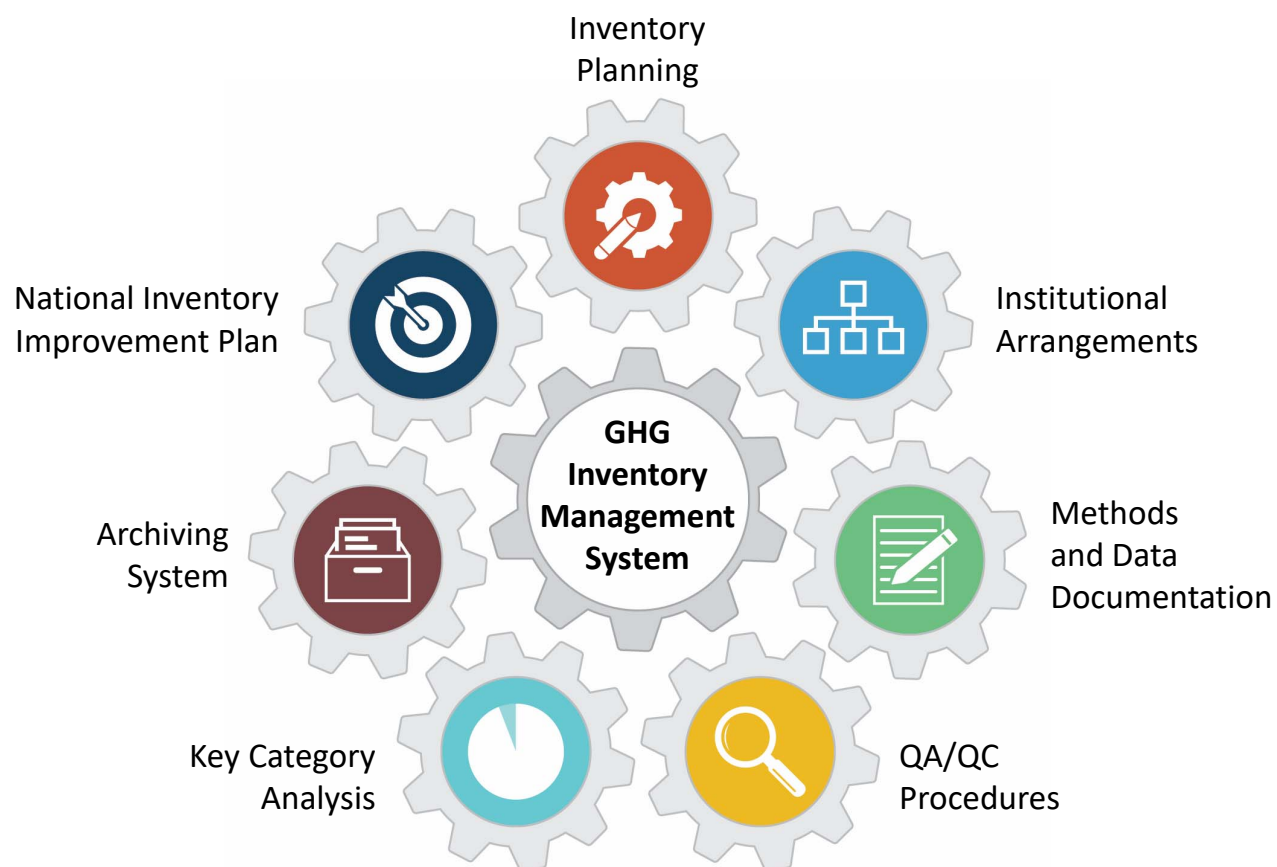 Inventory
Planning
Institutional
Arrangements
Methods
and Data
Documentation
QA/QC
Procedures
Key Category
Analysis
Archiving
System
National Inventory
Improvement Plan
GHG
Inventory
Management
System